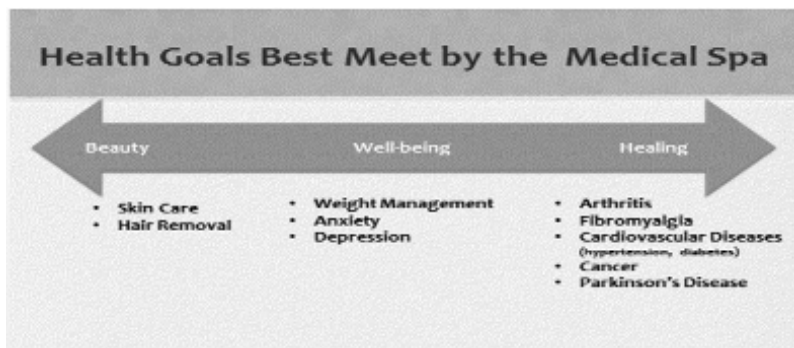 Health Goals Best Meet by the Medical Spa
Beauty
Well-being
Healing
• Skin Care
• Hair Removal
• Weight Management
• Anxiety
• Depression
• Arthritis
• Fibromyalgia
• Cardiovascular Diseases
(hypertension, diabetes)
• Cancer
• Parkinson's Disease